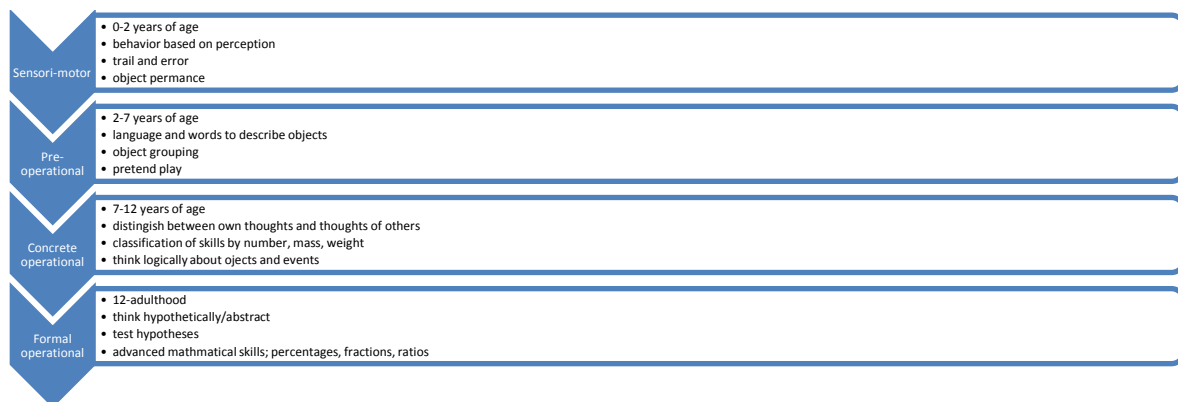 Sensori-motor
• 0-2 years of age
• behavior based on perception
• trail and error
• object permance
Pre-
operational
• 2-7 years of age
• language and words to describe objects
• object grouping
• pretend play
Concrete
operational
• 7-12 years of age
• distingish between own thoughts and thoughts of others
• classification of skills by number, mass, weight
• think logically about ojects and events
Formal
operational
• 12-adulthood
• think hypothetically/abstract
• test hypotheses
• advanced mathmatical skills; percentages, fractions, ratios